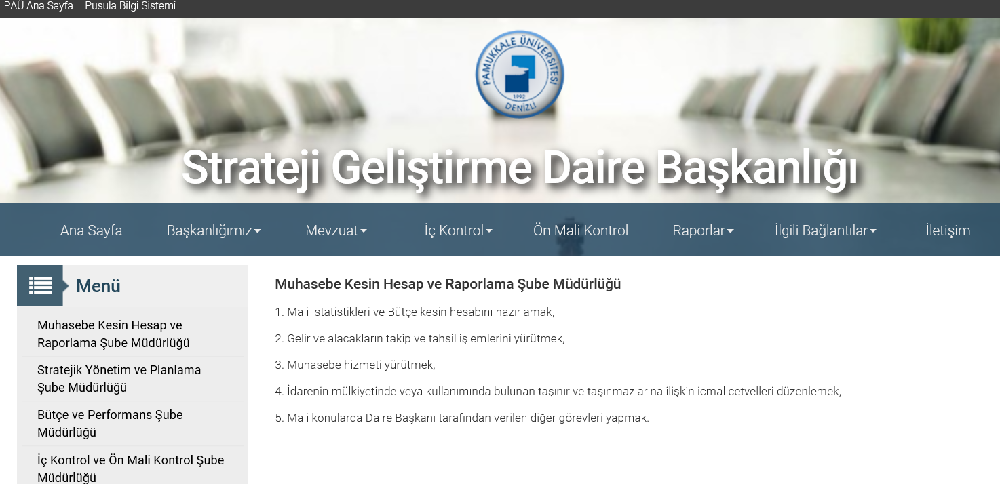 PAÜ Ana Sayfa Pusula Bilgi Sistemi
PAMUKKALE ÜNİVERSİTESİ
1992
DENİZLİ
Strateji Geliştirme Daire Başkanlığı
Ana Sayfa Başkanlığımız Mevzuat İç Kontrol Ön Mali Kontrol Raporlar İlgili Bağlantılar İletişim
Menü
Muhasebe Kesin Hesap ve
Raporlama Şube Müdürlüğü
Stratejik Yönetim ve Planlama
Şube Müdürlüğü
Bütçe ve Performans Şube
Müdürlüğü
İç Kontrol ve Ön Mali Kontrol Şube
Müdürlüğü
Muhasebe Kesin Hesap ve Raporlama Şube Müdürlüğü
1. Mali istatistikleri ve Bütçe kesin hesabını hazırlamak,
2. Gelir ve alacakların takip ve tahsil işlemlerini yürütmek,
3. Muhasebe hizmeti yürütmek,
4. İdarenin mülkiyetinde veya kullanımında bulunan taşınır ve taşınmazlarına ilişkin icmal cetvelleri düzenlemek,
5. Mali konularda Daire Başkanı tarafından verilen diğer görevleri yapmak.